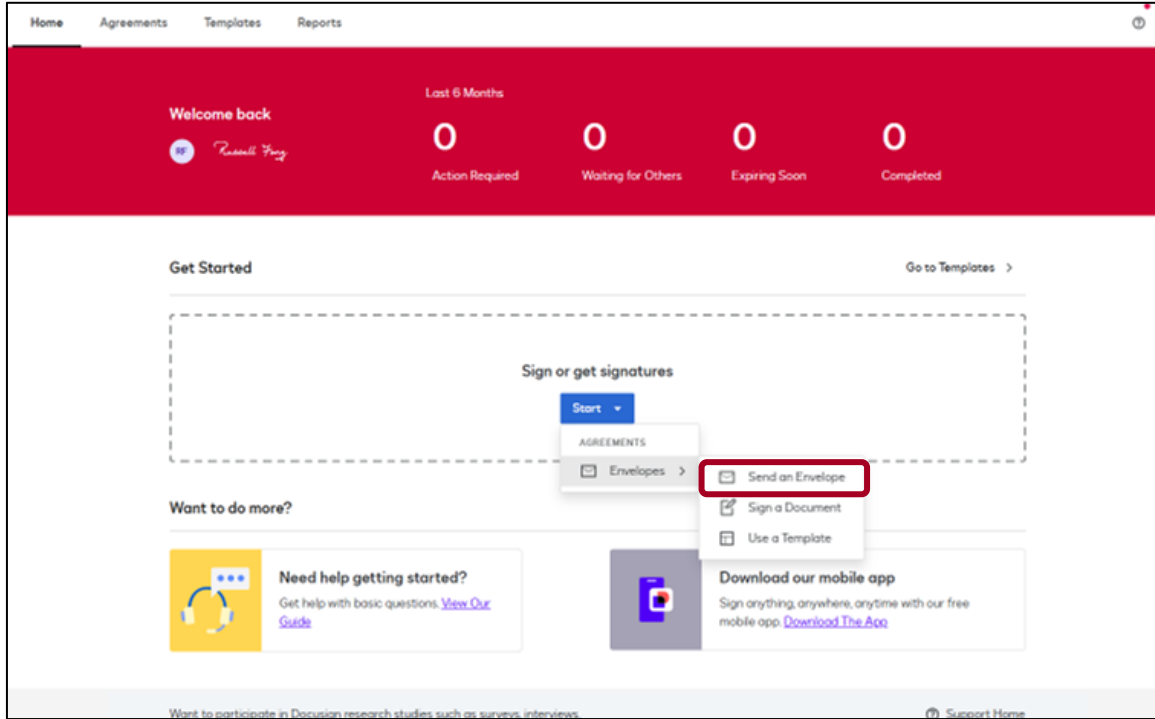 Home Agreements Templates Reports
Last 6 Months
Welcome back
RF Russell Fong
0 0 0 0
Action Required Waiting for Others Expiring Soon Completed
Get Started Go to Templates
Sign or get signatures
Start
AGREEMENTS
Envelopes
Send an Envelope
Sign a Document
Use a Template
Want to do more?
Need help getting started?
Get help with basic questions. View Our
Guide
Download our mobile app
Sign anything, anywhere, anytime with our free
mobile app. Download The App
Want to participate in Docusign research studies such as surveys, interviews, Support Home